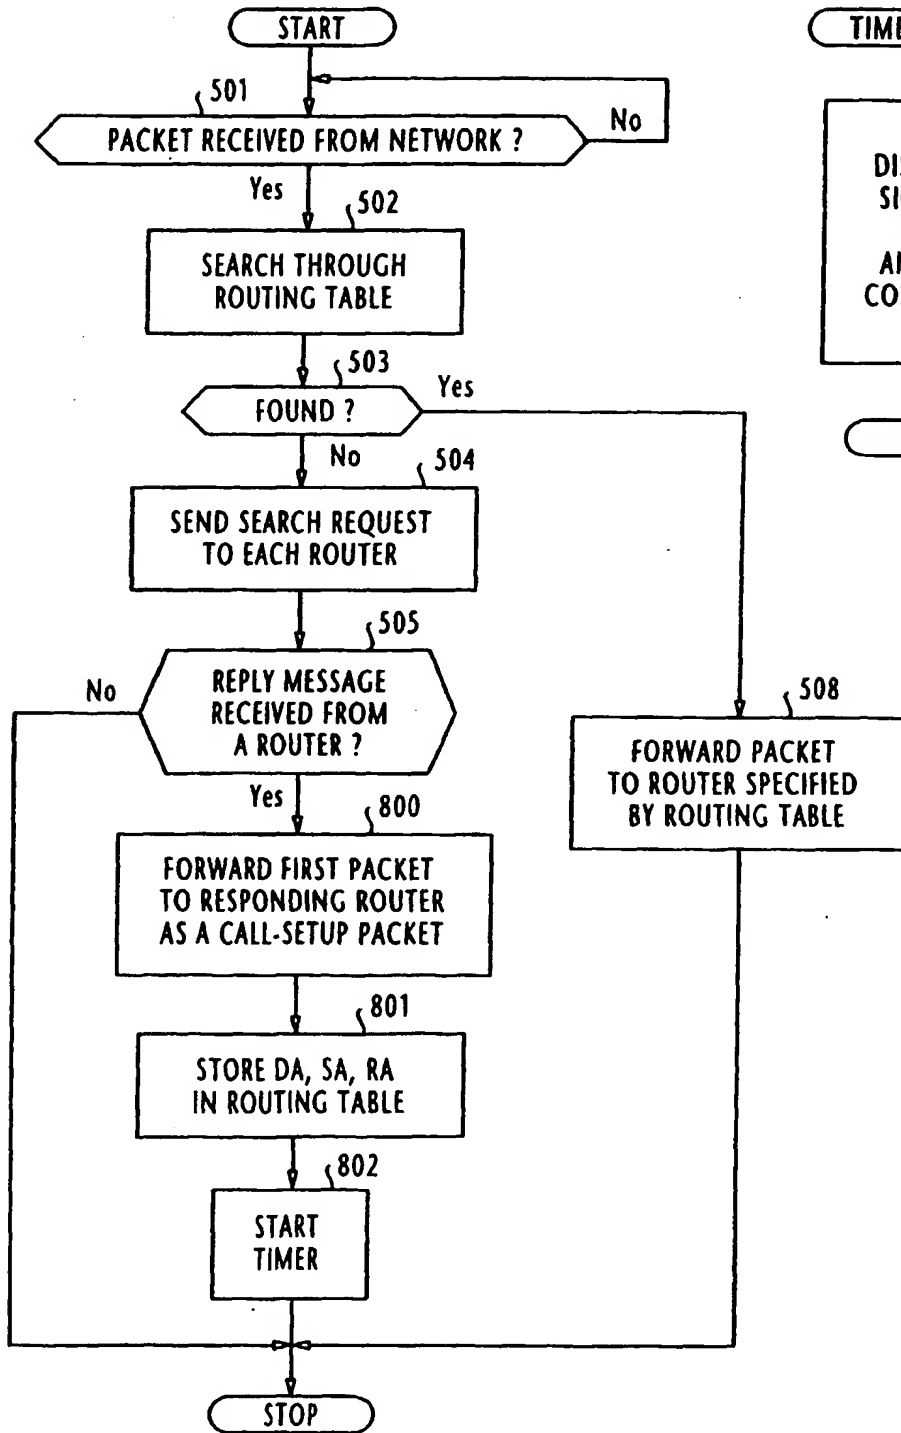 START
501
PACKET RECEIVED FROM NETWORK ?
No
Yes
502
SEARCH THROUGH
ROUTING TABLE
503
FOUND ?
Yes
No
504
SEND SEARCH REQUEST
TO EACH ROUTER
505
REPLY MESSAGE
RECEIVED FROM
A ROUTER ?
No
Yes
508
FORWARD PACKET
TO ROUTER SPECIFIED
BY ROUTING TABLE
800
FORWARD FIRST PACKET
TO RESPONDING ROUTER
AS A CALL-SETUP PACKET
801
STORE DA, SA, RA
IN ROUTING TABLE
802
START
TIMER
STOP